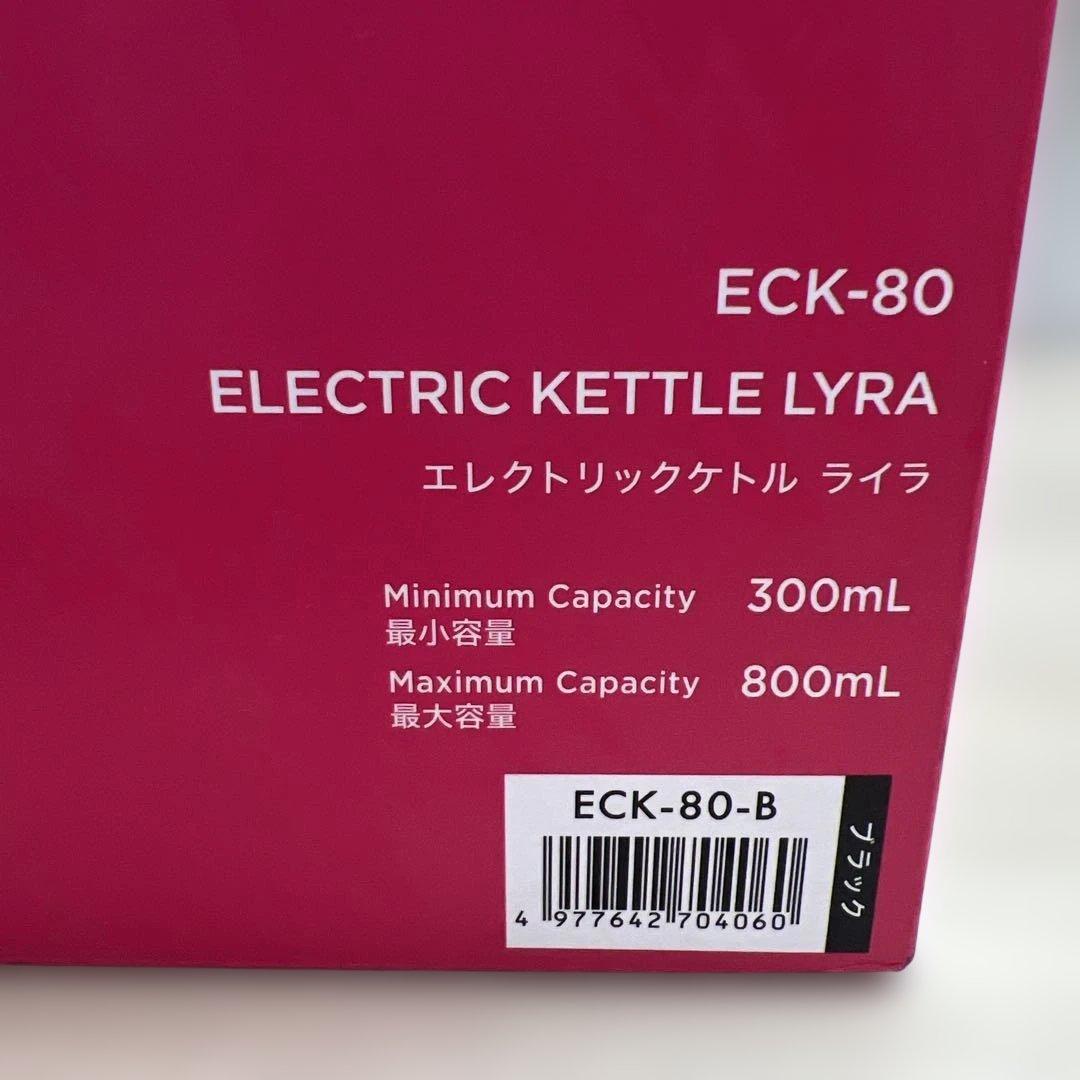 ECK-80
ELECTRIC KETTLE LYRA
エレクトリックケトル ライラ
Minimum Capacity 300mL
最小容量
Maximum Capacity 800mL
最大容量
ECK-80-B
ブラック
4 977642 704060